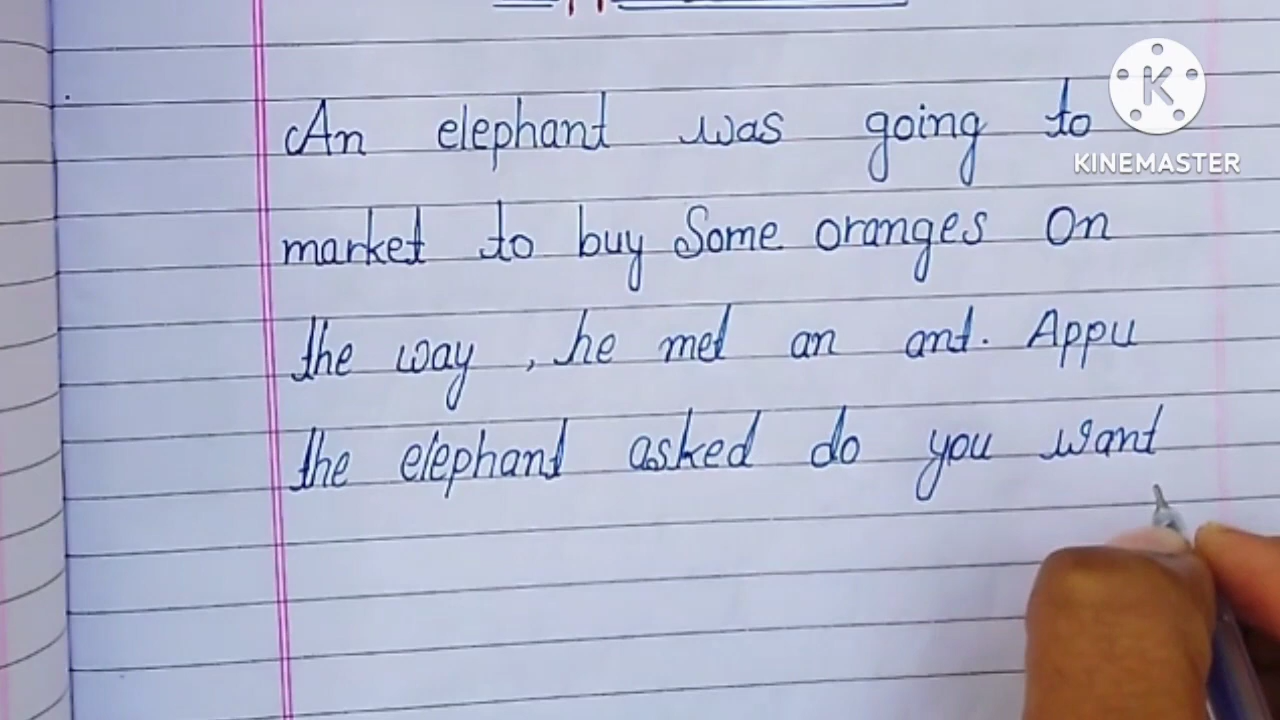 An elephant was going to
market to buy Some oranges On
the way , he met an ant. Appu
the elephant asked do you want
K
KINEMASTER